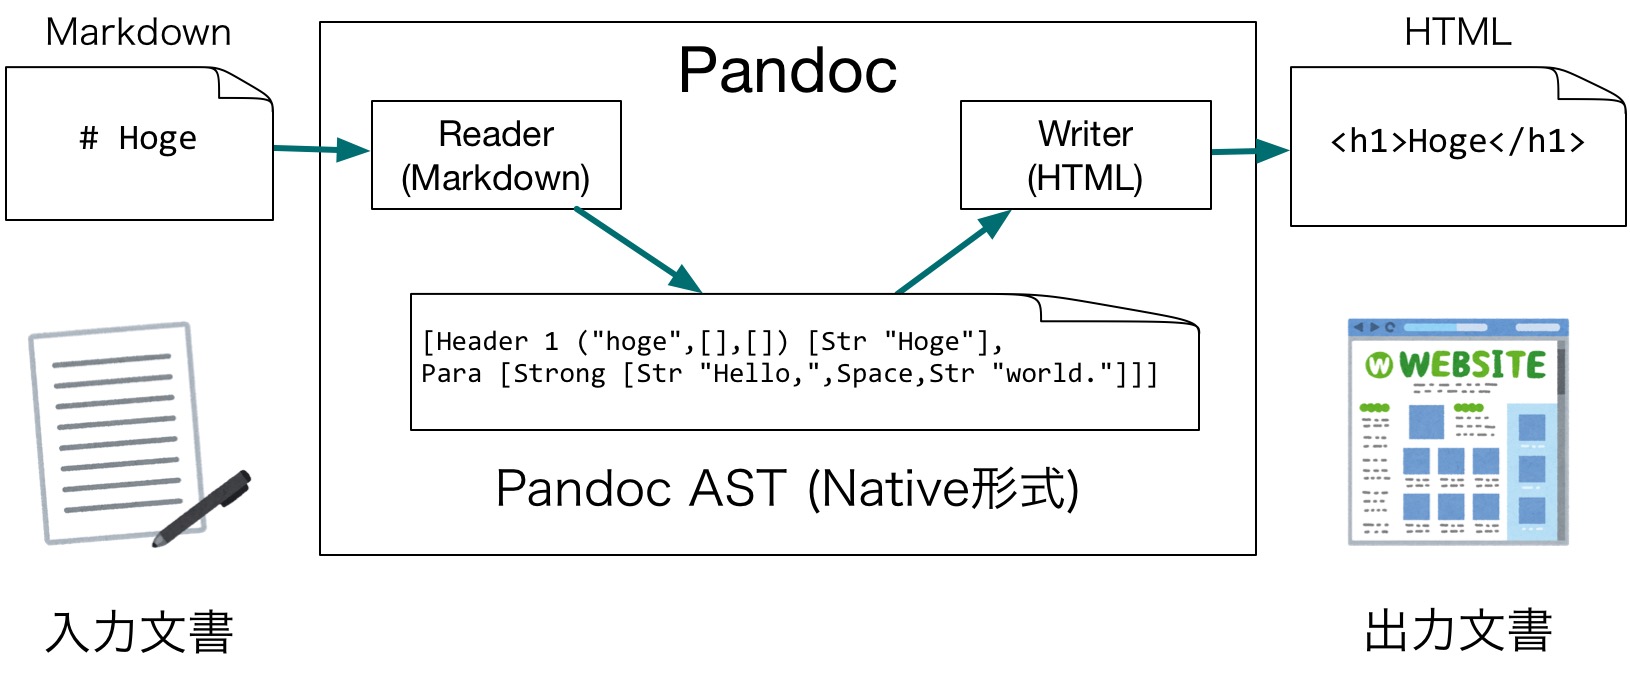 Markdown
# Hoge
Pandoc
Reader
(Markdown)
Writer
(HTML)
HTML
<h1>Hoge</h1>
[Header 1 ("hoge",[],[]) [Str "Hoge"],
Para [Strong [Str "Hello,",Space,Str "world."]]]
Pandoc AST (Native形式)
W WEBSITE
入力文書
出力文書